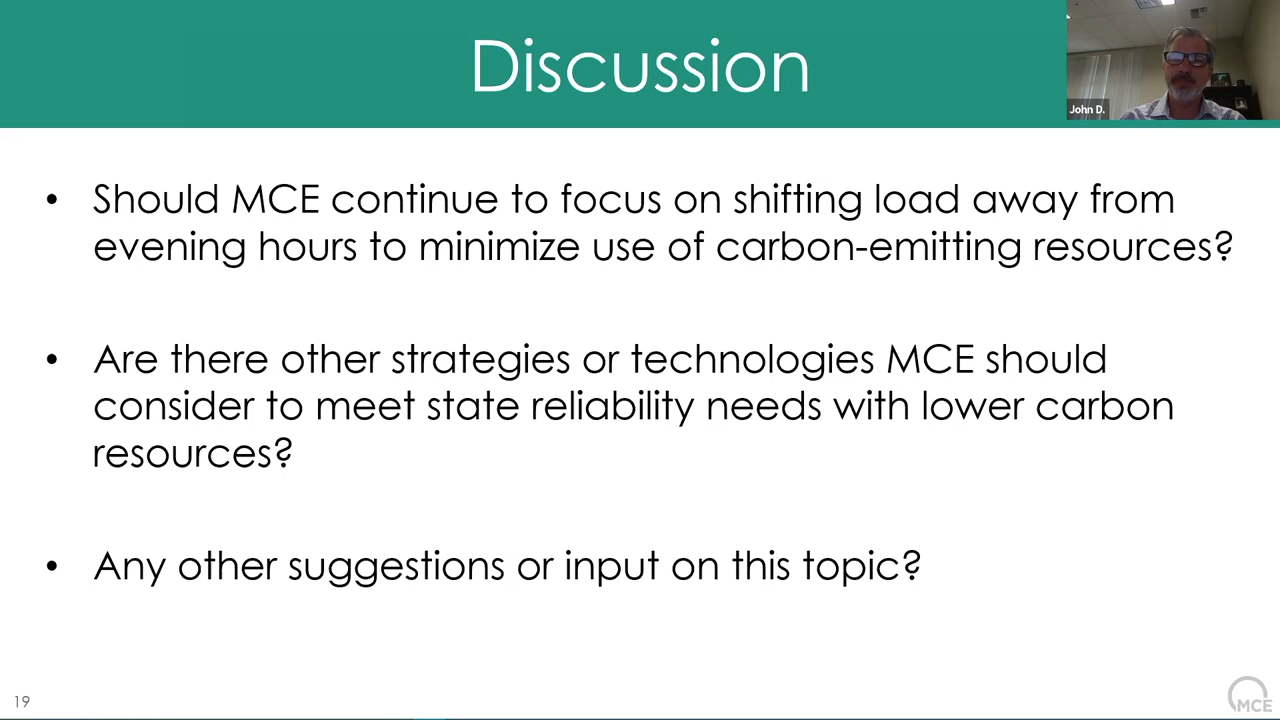 Discussion
John D.
• Should MCE continue to focus on shifting load away from
evening hours to minimize use of carbon-emitting resources?
• Are there other strategies or technologies MCE should
consider to meet state reliability needs with lower carbon
resources?
• Any other suggestions or input on this topic?
19
MCE